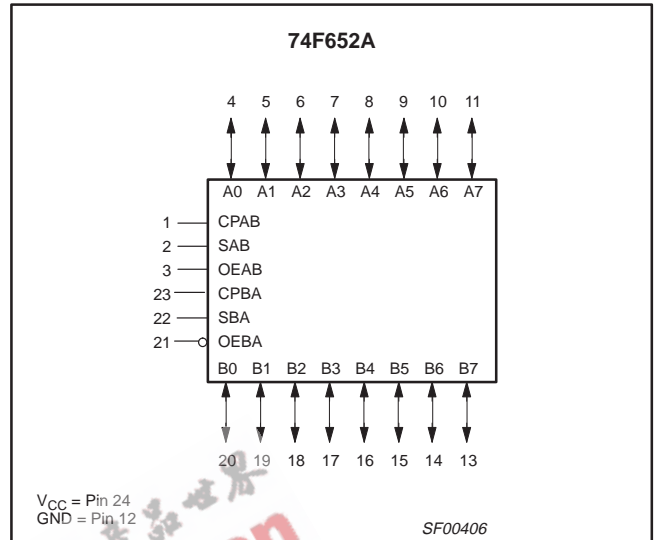 74F652A
4 5 6 7 8 9 10 11
A0 A1 A2 A3 A4 A5 A6 A7
1 CPAB
2 SAB
3 OEAB
23 CPBA
22 SBA
21 OEBA
B0 B1 B2 B3 B4 B5 B6 B7
20 19 18 17 16 15 14 13
VCC = Pin 24
GND = Pin 12
SF00406